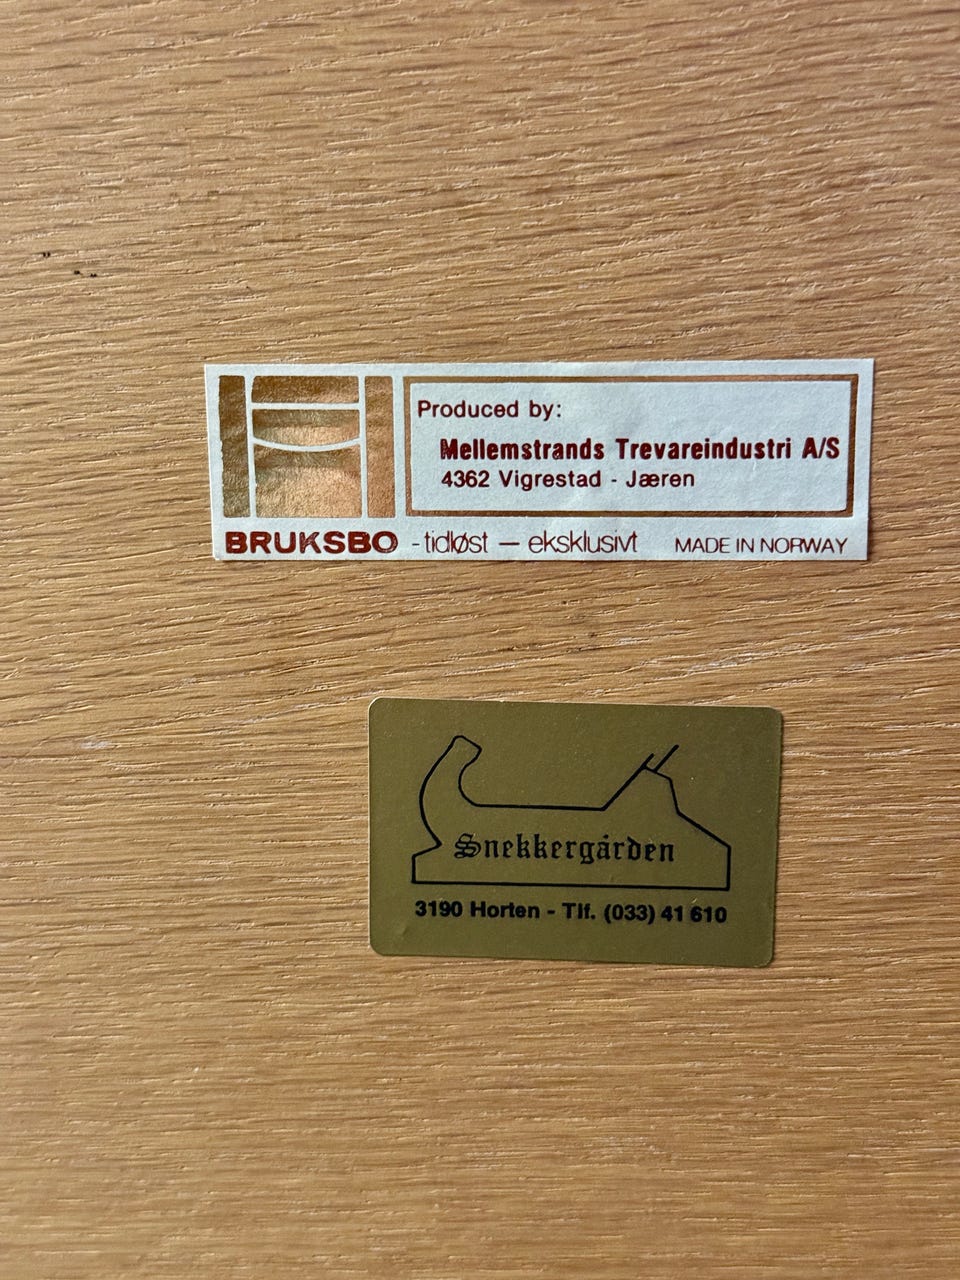 Produced by:
Mellemstrands Trevareindustri A/S
4362 Vigrestad - Jæren
BRUKSBO - tidløst — eksklusivt MADE IN NORWAY
Snekkergården
3190 Horten - Tlf. (033) 41 610